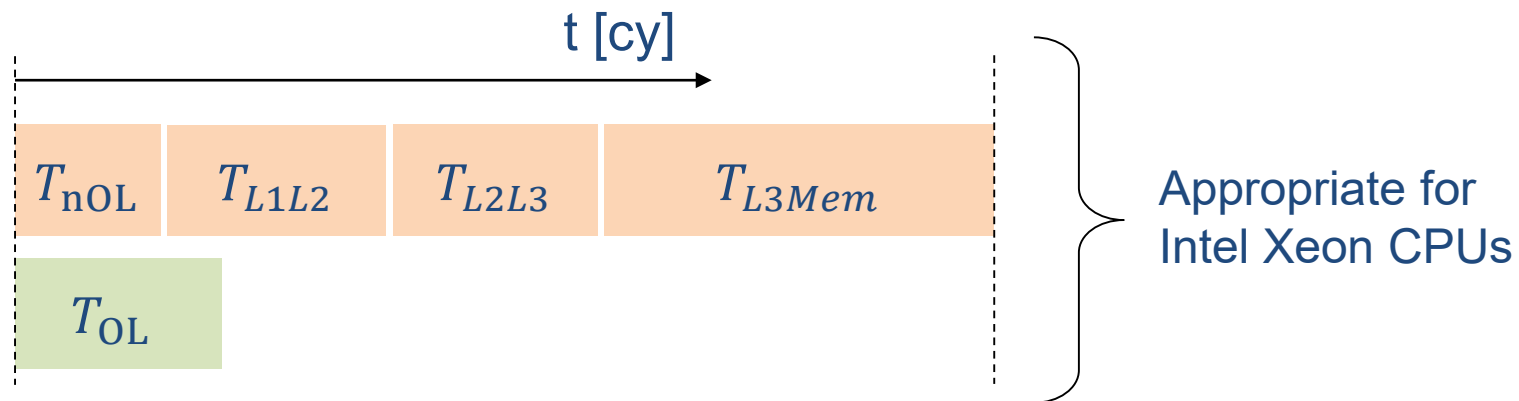 t [cy]
T_nOL T_L1L2 T_L2L3 T_L3Mem
T_OL
Appropriate for
Intel Xeon CPUs